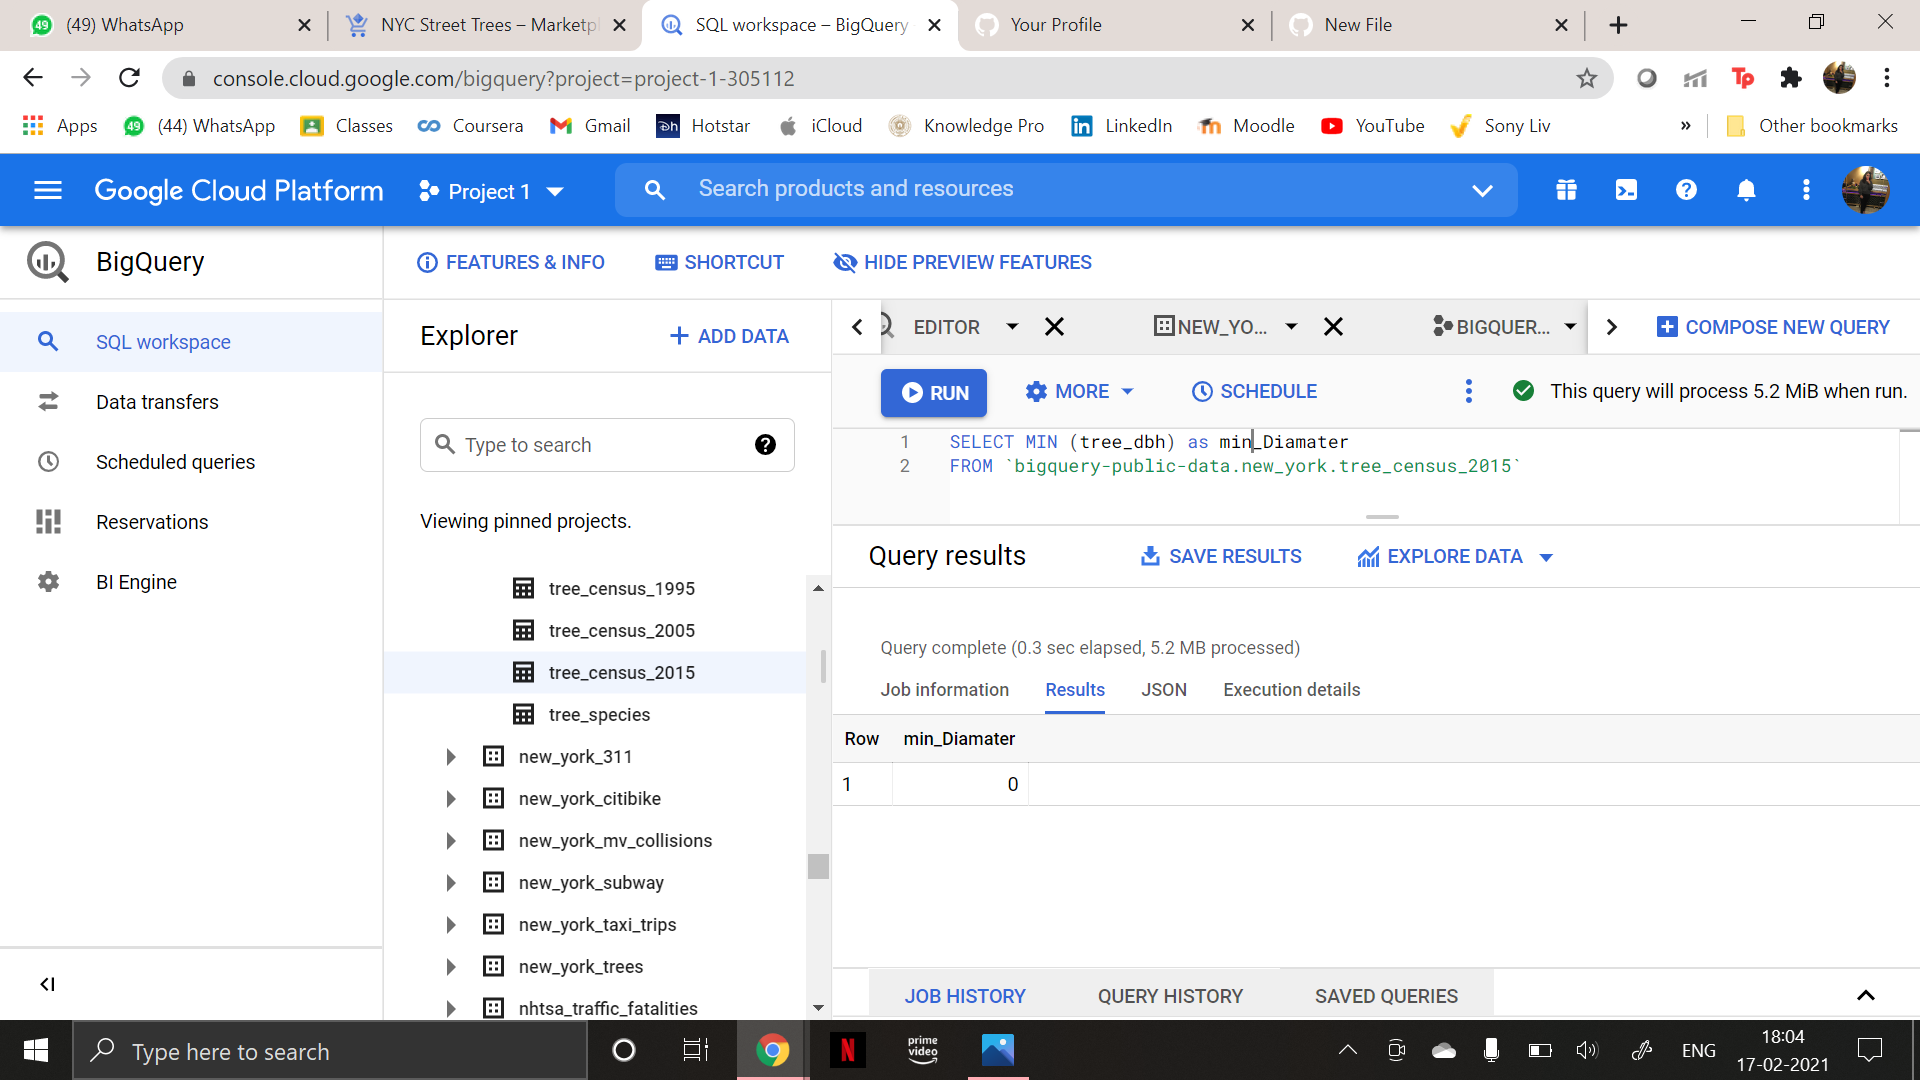 49 (49) WhatsApp
NYC Street Trees – Marketpl
SQL workspace – BigQuery
Your Profile
New File
console.cloud.google.com/bigquery?project=project-1-305112
Tp
Apps
49 (44) WhatsApp
Classes
Coursera
Gmail
Dh Hotstar
iCloud
Knowledge Pro
in LinkedIn
Moodle
YouTube
Sony Liv
»
Other bookmarks
Google Cloud Platform
Project 1
Search products and resources
BigQuery
FEATURES & INFO
SHORTCUT
HIDE PREVIEW FEATURES
SQL workspace
Data transfers
Scheduled queries
Reservations
BI Engine
Explorer
+ ADD DATA
Type to search
Viewing pinned projects.
tree_census_1995
tree_census_2005
tree_census_2015
tree_species
new_york_311
new_york_citibike
new_york_mv_collisions
new_york_subway
new_york_taxi_trips
new_york_trees
nhtsa_traffic_fatalities
EDITOR
NEW_YO...
BIGQUER...
COMPOSE NEW QUERY
RUN
MORE
SCHEDULE
This query will process 5.2 MiB when run.
1 SELECT MIN (tree_dbh) as min_Diamater
2 FROM `bigquery-public-data.new_york.tree_census_2015`
Query results
SAVE RESULTS
EXPLORE DATA
Query complete (0.3 sec elapsed, 5.2 MB processed)
Job information
Results
JSON
Execution details
Row min_Diamater
1 0
JOB HISTORY
QUERY HISTORY
SAVED QUERIES
Type here to search
N
prime
video
ENG
18:04
17-02-2021